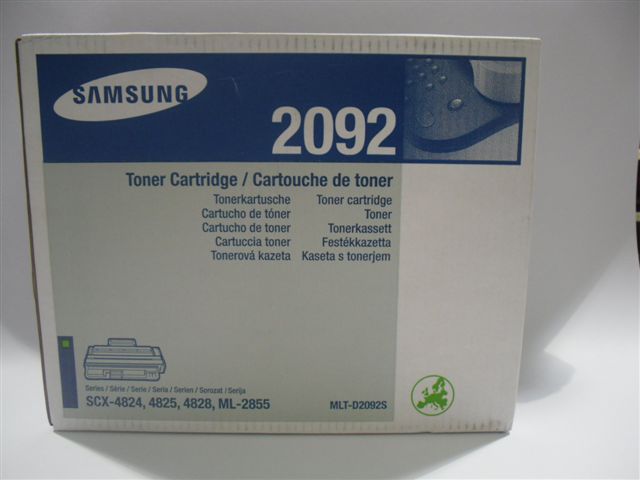 SAMSUNG
2092
Toner Cartridge / Cartouche de toner
Tonerkartusche Toner cartridge
Cartucho de tóner Toner
Cartucho de toner Tonerkassett
Cartuccia toner Festékkazetta
Tonerová kazeta Kaseta s tonerjem
Series / Série / Serie / Seria / Serien / Sorozat / Serija
SCX-4824, 4825, 4828, ML-2855
MLT-D2092S